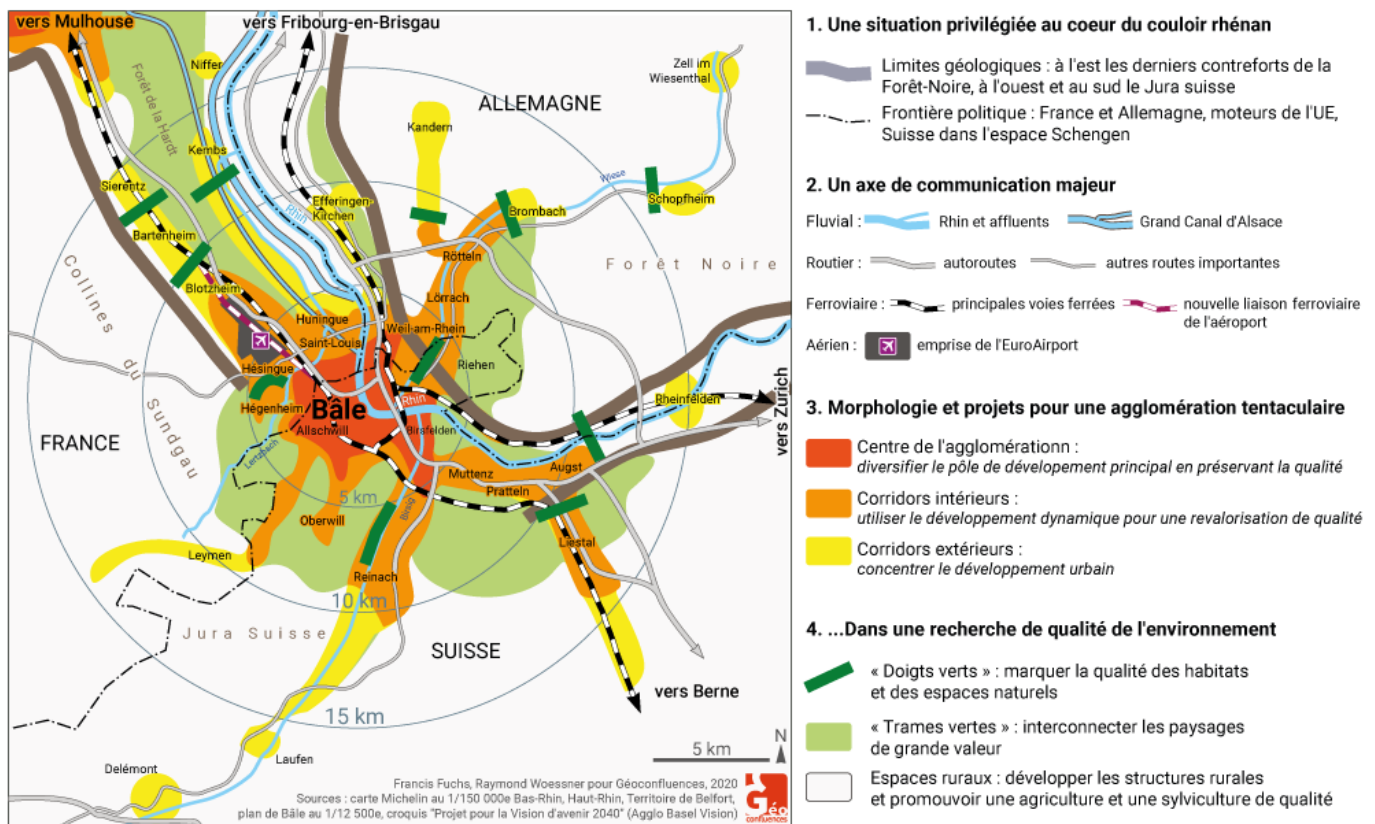 vers Mulhouse
vers Fribourg-en-Brisgau
Niffer
Zell im
Wiesenthal
Forêt de la Hardt
ALLEMAGNE
Kandern
Kembs
Wiese
Sierentz
Schopfheim
Efferingen-
Kirchen
Rhin
Brombach
Bartenheim
Rötteln
Forêt Noire
Collines du Sundgau
Blotzheim
Lörrach
Huningue
Weil-am-Rhein
Saint-Louis
Riehen
Hésingue
Rheinfelden
vers Zurich
Hégenheim
Bâle
Rhin
Allschwill
Birsfelden
FRANCE
Lertzbach
Muttenz
Augst
Pratteln
5 km
Birsig
Oberwill
Liestal
Leymen
Reinach
10 km
Jura Suisse
SUISSE
vers Berne
15 km
N
5 km
Laufen
Delémont
Francis Fuchs, Raymond Woessner pour Géoconfluences, 2020
Sources : carte Michelin au 1/150 000e Bas-Rhin, Haut-Rhin, Territoire de Belfort,
plan de Bâle au 1/12 500e, croquis "Projet pour la Vision d'avenir 2040" (Agglo Basel Vision)
Géo
confluences
1. Une situation privilégiée au coeur du couloir rhénan
Limites géologiques : à l'est les derniers contreforts de la
Forêt-Noire, à l'ouest et au sud le Jura suisse
Frontière politique : France et Allemagne, moteurs de l'UE,
Suisse dans l'espace Schengen
2. Un axe de communication majeur
Fluvial : Rhin et affluents Grand Canal d'Alsace
Routier : autoroutes autres routes importantes
Ferroviaire : principales voies ferrées nouvelle liaison ferroviaire
de l'aéroport
Aérien : emprise de l'EuroAirport
3. Morphologie et projets pour une agglomération tentaculaire
Centre de l'agglomérationn :
diversifier le pôle de dévelopement principal en préservant la qualité
Corridors intérieurs :
utiliser le développement dynamique pour une revalorisation de qualité
Corridors extérieurs :
concentrer le développement urbain
4. ...Dans une recherche de qualité de l'environnement
« Doigts verts » : marquer la qualité des habitats
et des espaces naturels
« Trames vertes » : interconnecter les paysages
de grande valeur
Espaces ruraux : développer les structures rurales
et promouvoir une agriculture et une sylviculture de qualité